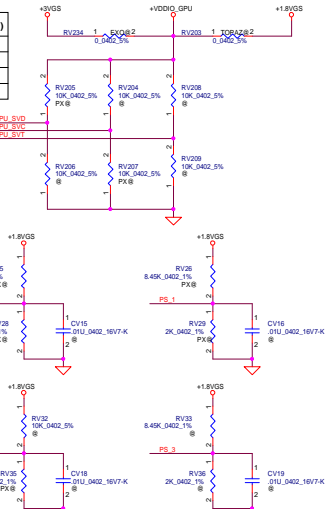 +3VGS +VDDIO_GPU +1.8VGS
RV234 1 EXO@ 2 RV203 1 TOPAZ@ 2
0_0402_5% 0_0402_5%
RV205 RV204 RV208
10K_0402_5% 10K_0402_5% 10K_0402_5%
PX@ @ @
PU_SVD
PU_SVC
PU_SVT
RV206 RV207 RV209
10K_0402_5% 10K_0402_5% 10K_0402_5%
@ PX@ @
+1.8VGS +1.8VGS
RV26
8.45K_0402_1%
PX@
PS_1
CV15 RV29 CV16
.01U_0402_16V7-K 2K_0402_1% .01U_0402_16V7-K
@ PX@ @
+1.8VGS +1.8VGS
RV32 RV33
10K_0402_5% 8.45K_0402_1%
@ @
PS_3
RV35 CV18 RV36 CV19
.01U_0402_16V7-K 2K_0402_1% .01U_0402_16V7-K
PX@ @ @ @